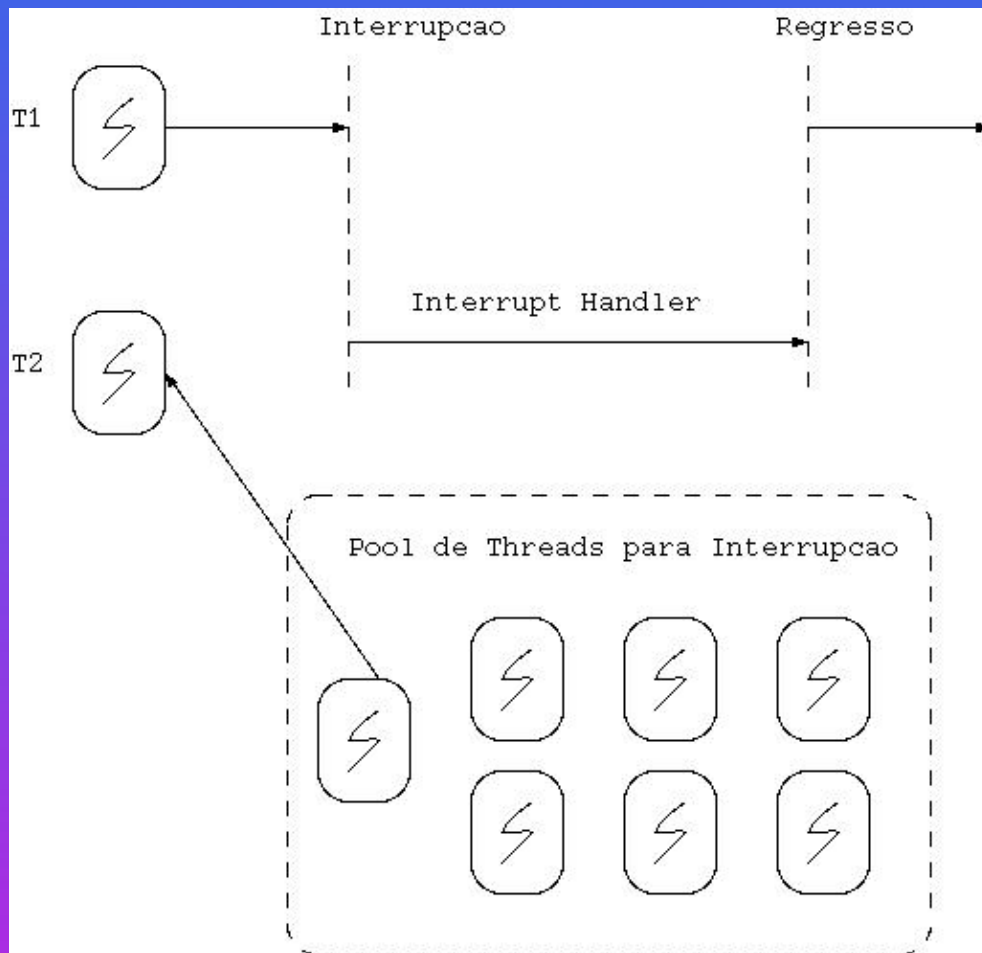 Interrupcao
Regresso
T1
Interrupt Handler
T2
Pool de Threads para Interrupcao